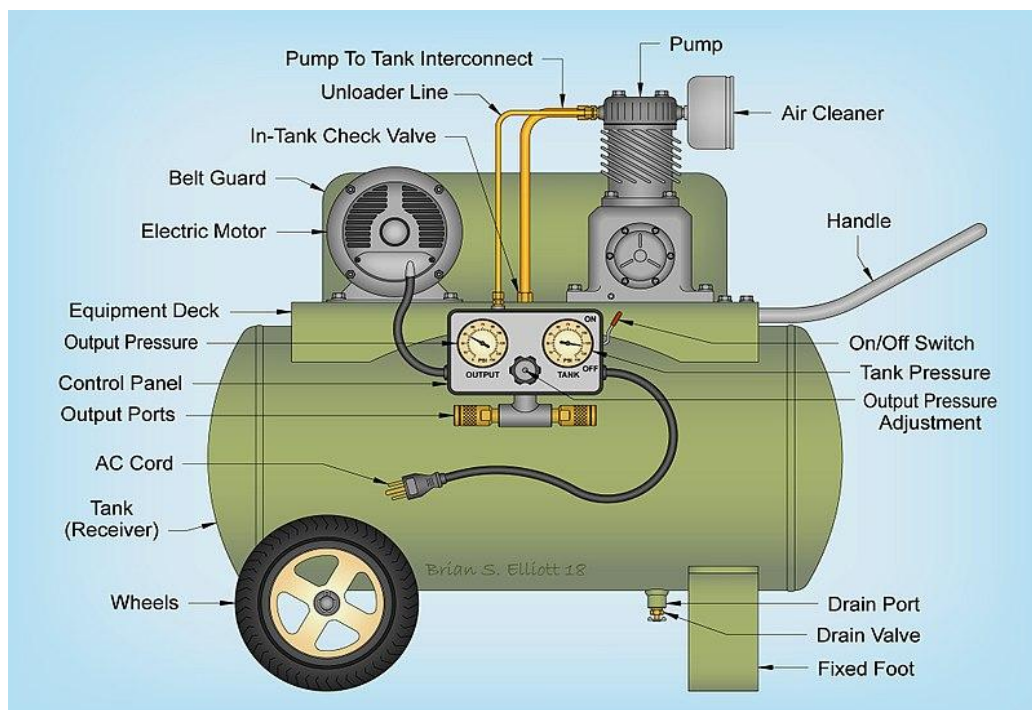 Pump
Pump To Tank Interconnect
Unloader Line
Air Cleaner
In-Tank Check Valve
Belt Guard
Electric Motor
Handle
Equipment Deck
Output Pressure
Control Panel
Output Ports
ON
OFF
PSI
OUTPUT
PSI
TANK
On/Off Switch
Tank Pressure
Output Pressure
Adjustment
AC Cord
Tank
(Receiver)
Brian S. Elliott 18
Wheels
Drain Port
Drain Valve
Fixed Foot